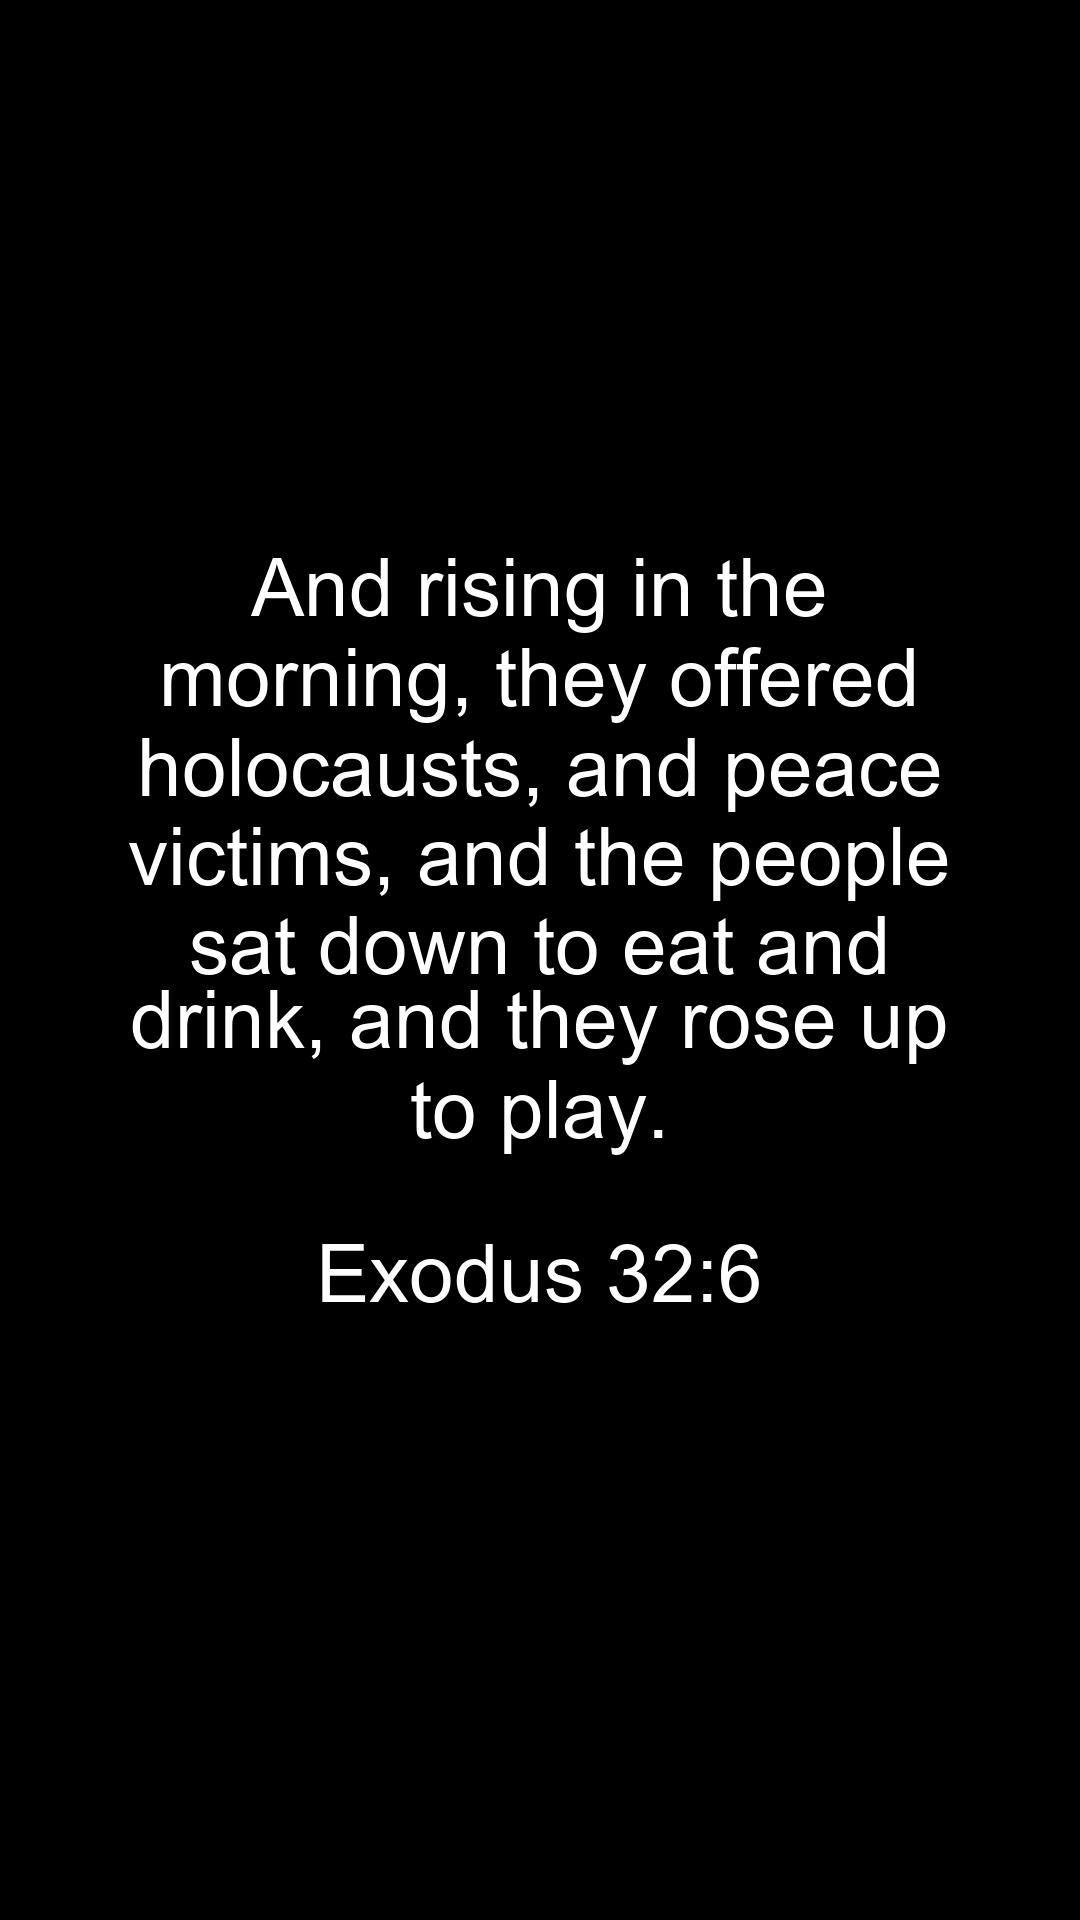 And rising in the
morning, they offered
holocausts, and peace
victims, and the people
sat down to eat and
drink, and they rose up
to play.
Exodus 32:6